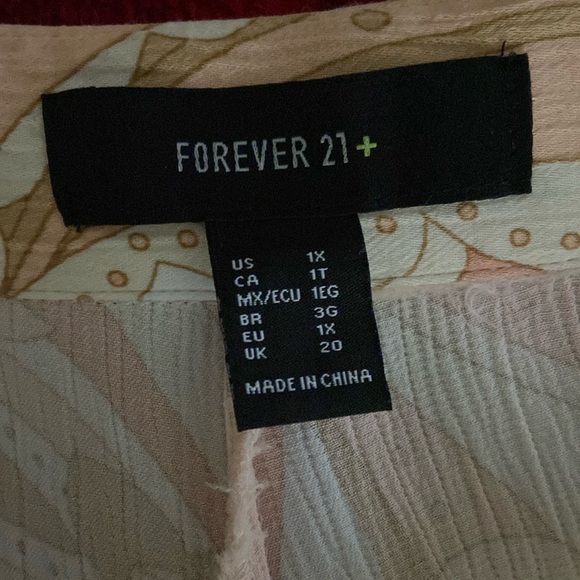 FOREVER 21+
US 1X
CA 1T
MX/ECU 1EG
BR 3G
EU 1X
UK 20
MADE IN CHINA